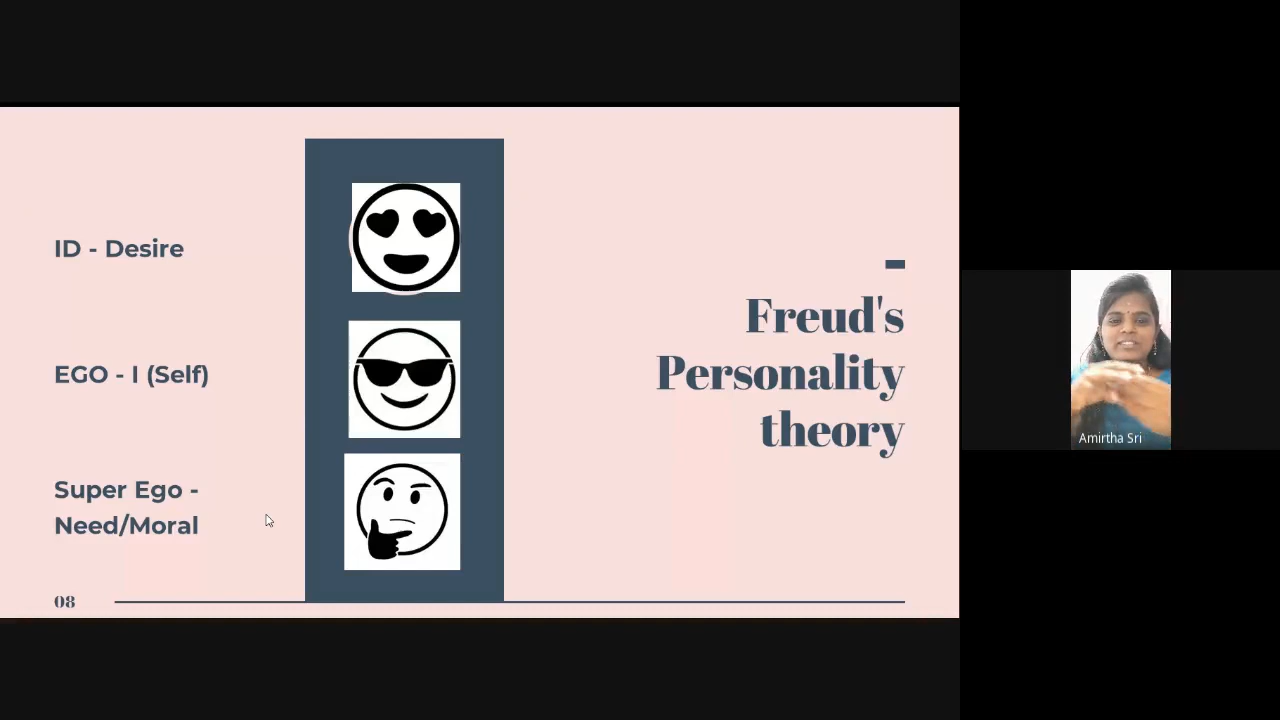 ID - Desire
EGO - I (Self)
Super Ego -
Need/Moral
Freud's
Personality
theory
08
Amirtha Sri